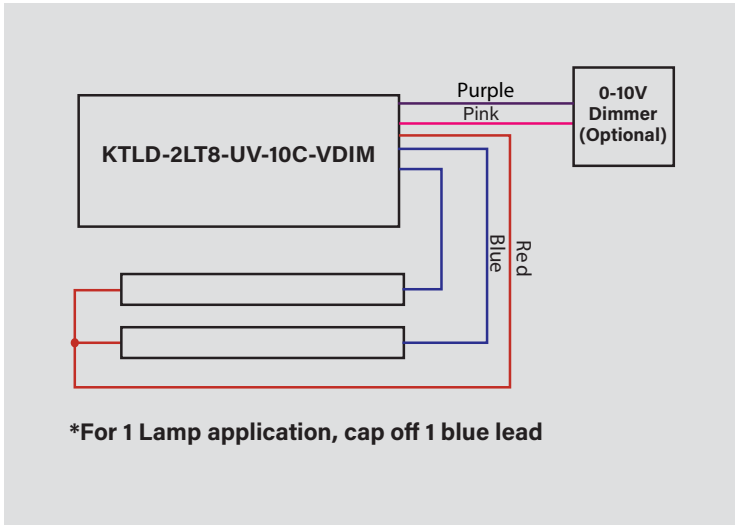 Purple
Pink
0-10V
Dimmer
(Optional)
KTLD-2LT8-UV-10C-VDIM
Blue
Red
*For 1 Lamp application, cap off 1 blue lead